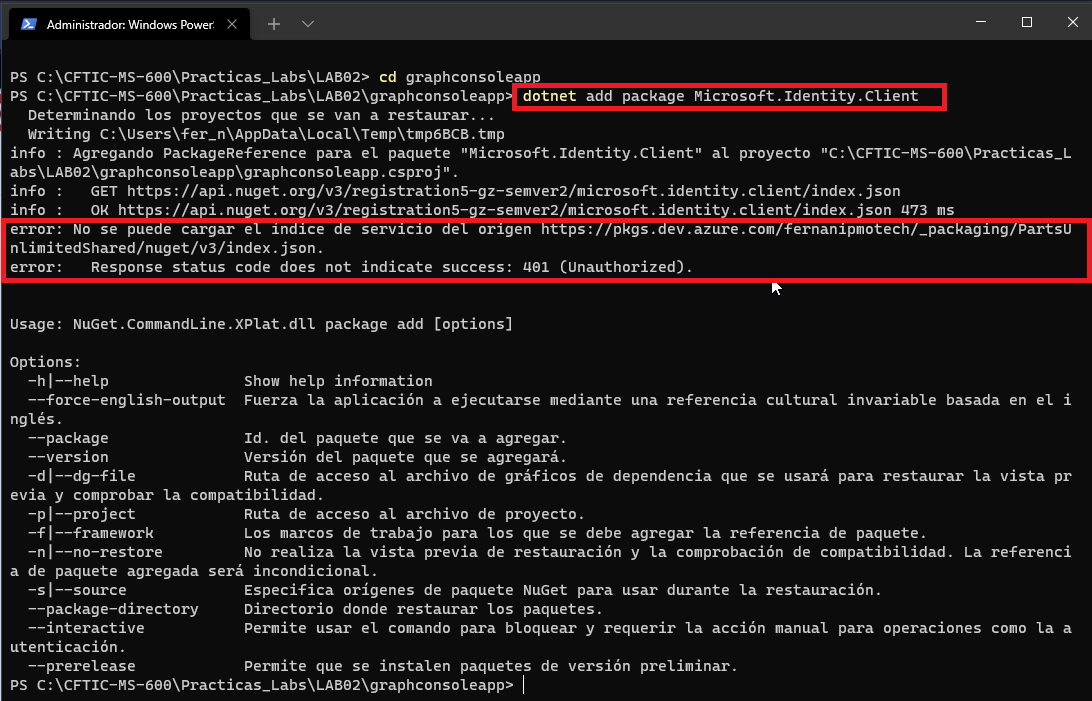 Administrador: Windows Power
PS C:\CFTIC-MS-600\Practicas_Labs\LAB02> cd graphconsoleapp
PS C:\CFTIC-MS-600\Practicas_Labs\LAB02\graphconsoleapp> dotnet add package Microsoft.Identity.Client
  Determinando los proyectos que se van a restaurar...
  Writing C:\Users\fer_n\AppData\Local\Temp\tmp6BCB.tmp
info : Agregando PackageReference para el paquete "Microsoft.Identity.Client" al proyecto "C:\CFTIC-MS-600\Practicas_L
abs\LAB02\graphconsoleapp\graphconsoleapp.csproj".
info :   GET https://api.nuget.org/v3/registration5-gz-semver2/microsoft.identity.client/index.json
info :   OK https://api.nuget.org/v3/registration5-gz-semver2/microsoft.identity.client/index.json 473 ms
error: No se puede cargar el índice de servicio del origen https://pkgs.dev.azure.com/fernanipmotech/_packaging/PartsU
nlimitedShared/nuget/v3/index.json.
error:   Response status code does not indicate success: 401 (Unauthorized).
Usage: NuGet.CommandLine.XPlat.dll package add [options]
Options:
  -h|--help               Show help information
  --force-english-output  Fuerza la aplicación a ejecutarse mediante una referencia cultural invariable basada en el i
nglés.
  --package               Id. del paquete que se va a agregar.
  --version               Versión del paquete que se agregará.
  -d|--dg-file            Ruta de acceso al archivo de gráficos de dependencia que se usará para restaurar la vista pr
evia y comprobar la compatibilidad.
  -p|--project            Ruta de acceso al archivo de proyecto.
  -f|--framework          Los marcos de trabajo para los que se debe agregar la referencia de paquete.
  -n|--no-restore         No realiza la vista previa de restauración y la comprobación de compatibilidad. La referenci
a de paquete agregada será incondicional.
  -s|--source             Especifica orígenes de paquete NuGet para usar durante la restauración.
  --package-directory     Directorio donde restaurar los paquetes.
  --interactive           Permite usar el comando para bloquear y requerir la acción manual para operaciones como la a
utenticación.
  --prerelease            Permite que se instalen paquetes de versión preliminar.
PS C:\CFTIC-MS-600\Practicas_Labs\LAB02\graphconsoleapp>